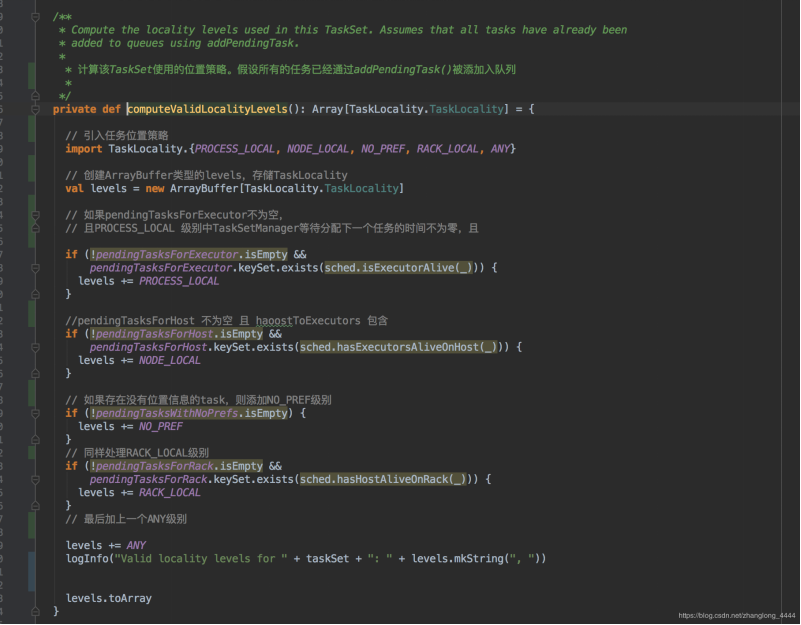 /**
* Compute the locality levels used in this TaskSet. Assumes that all tasks have already been
* added to queues using addPendingTask.
*
* 计算该TaskSet使用的位置策略。假设所有的任务已经通过addPendingTask()被添加入队列
*
*/
private def computeValidLocalityLevels(): Array[TaskLocality.TaskLocality] = {
// 引入任务位置策略
import TaskLocality.{PROCESS_LOCAL, NODE_LOCAL, NO_PREF, RACK_LOCAL, ANY}
// 创建ArrayBuffer类型的levels，存储TaskLocality
val levels = new ArrayBuffer[TaskLocality.TaskLocality]
// 如果pendingTasksForExecutor不为空，
// 且PROCESS_LOCAL 级别中TaskSetManager等待分配下一个任务的时间不为零，且
if (!pendingTasksForExecutor.isEmpty &&
pendingTasksForExecutor.keySet.exists(sched.isExecutorAlive(_))) {
levels += PROCESS_LOCAL
}
//pendingTasksForHost 不为空 且 haoostToExecutors 包含
if (!pendingTasksForHost.isEmpty &&
pendingTasksForHost.keySet.exists(sched.hasExecutorsAliveOnHost(_))) {
levels += NODE_LOCAL
}
// 如果存在没有位置信息的task，则添加NO_PREF级别
if (!pendingTasksWithNoPrefs.isEmpty) {
levels += NO_PREF
}
// 同样处理RACK_LOCAL级别
if (!pendingTasksForRack.isEmpty &&
pendingTasksForRack.keySet.exists(sched.hasHostAliveOnRack(_))) {
levels += RACK_LOCAL
}
// 最后加上一个ANY级别
levels += ANY
logInfo("Valid locality levels for " + taskSet + ": " + levels.mkString(", "))
levels.toArray
}
https://blog.csdn.net/zhanglong_4444